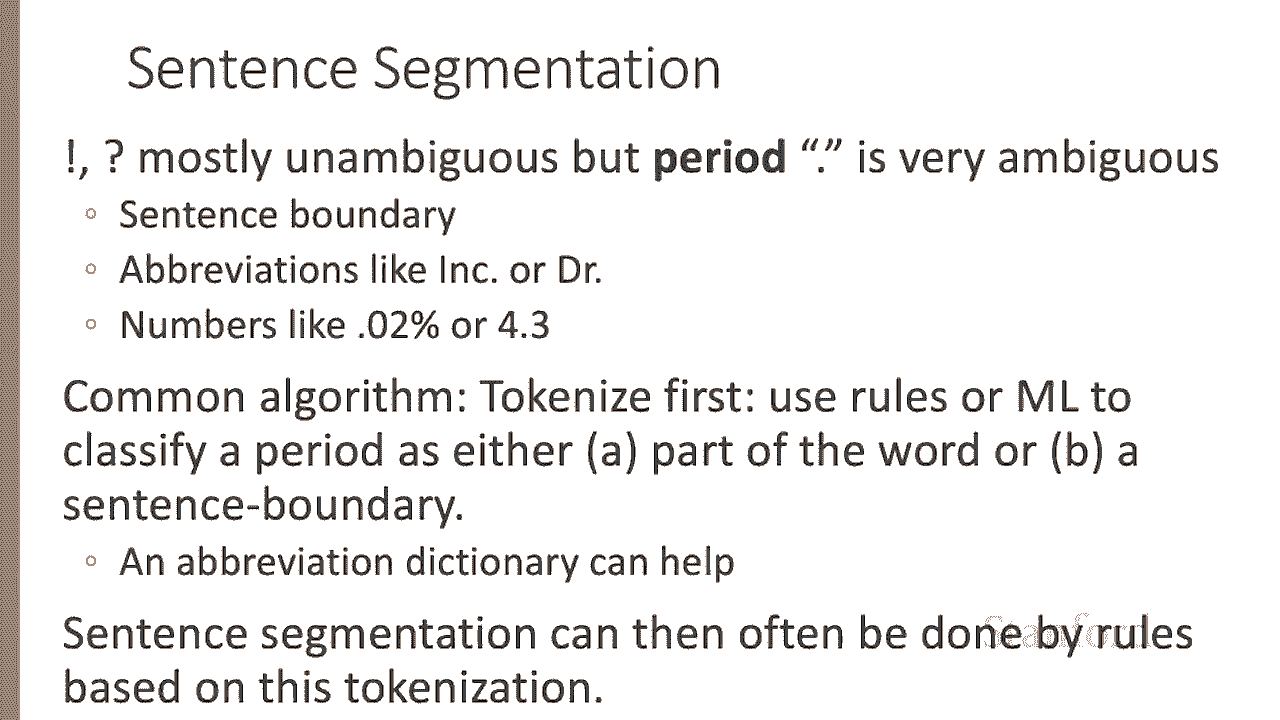 Sentence Segmentation
!, ? mostly unambiguous but period “.” is very ambiguous
◦ Sentence boundary
◦ Abbreviations like Inc. or Dr.
◦ Numbers like .02% or 4.3
Common algorithm: Tokenize first: use rules or ML to
classify a period as either (a) part of the word or (b) a
sentence-boundary.
◦ An abbreviation dictionary can help
Sentence segmentation can then often be done by rules
based on this tokenization.
Stanford